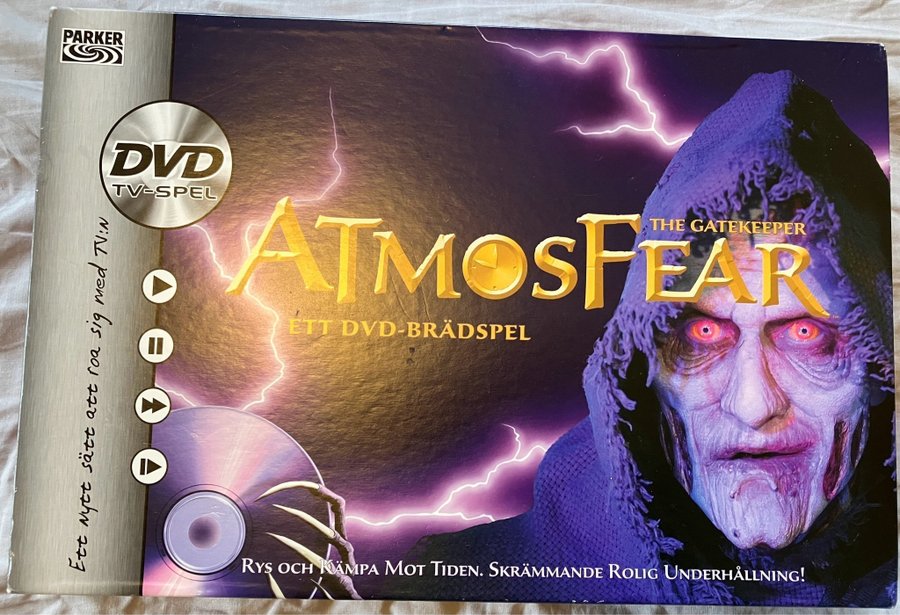 PARKER
DVD
TV-SPEL
Ett nytt sätt att roa sig med TV:n
THE GATEKEEPER
ATMOSFEAR
ETT DVD-BRÄDSPEL
RYS OCH KÄMPA MOT TIDEN. SKRÄMMANDE ROLIG UNDERHÅLLNING!